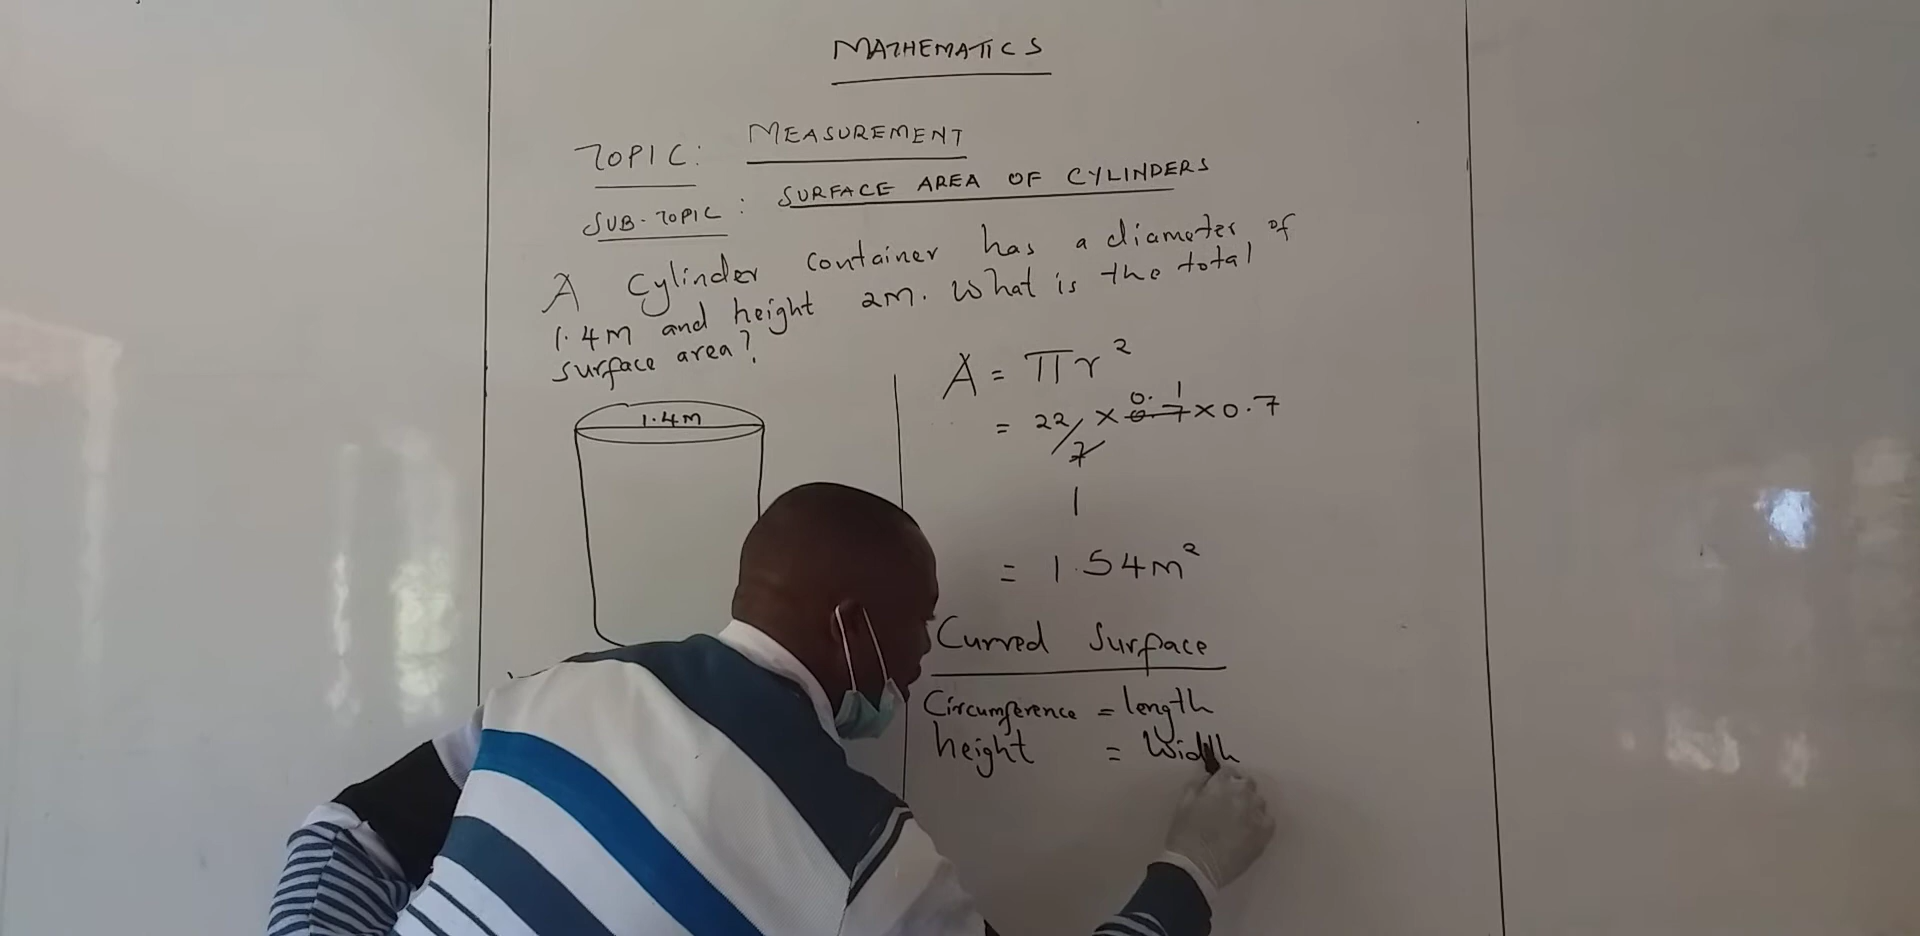 MATHEMATICS
TOPIC: MEASUREMENT
SUB-TOPIC: SURFACE AREA OF CYLINDERS
A cylinder container has a diameter of
1.4m and height 2m. What is the total
surface area?
1.4m
A = πr²
= 22/7 × 0.7 × 0.7
0.1
1
= 1.54m²
Curved Surface
Circumference = length
height = Width